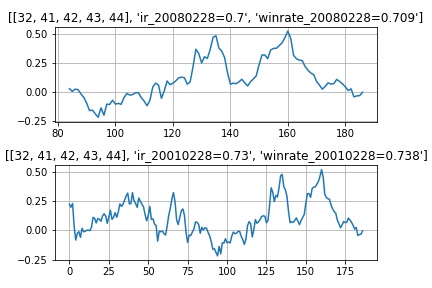 [[32, 41, 42, 43, 44], 'ir_20080228=0.7', 'winrate_20080228=0.709']
0.50
0.25
0.00
−0.25
80 100 120 140 160 180
[[32, 41, 42, 43, 44], 'ir_20010228=0.73', 'winrate_20010228=0.738']
0.50
0.25
0.00
−0.25
0 25 50 75 100 125 150 175